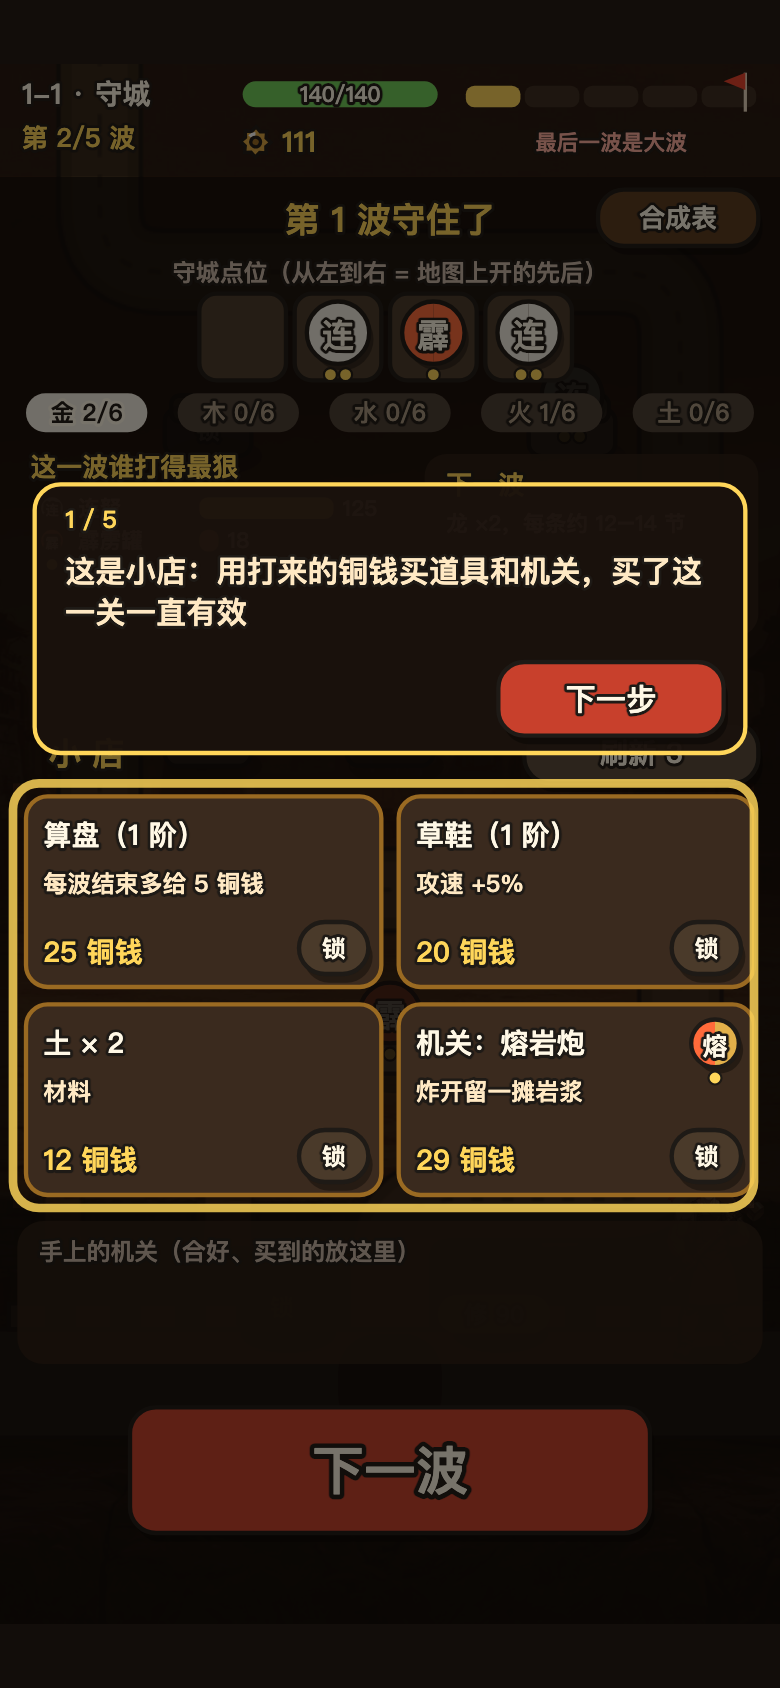 1–1 · 守城
140/140
第 2/5 波
111
最后一波是大波
第 1 波守住了
合成表
守城点位（从左到右 = 地图上开的先后）
连
霹
连
金 2/6
木 0/6
水 0/6
火 1/6
土 0/6
这一波谁打得最狠
下一波
1 / 5
这是小店：用打来的铜钱买道具和机关，买了这
一关一直有效
下一步
小店
刷新 5
算盘（1 阶）
每波结束多给 5 铜钱
25 铜钱
锁
草鞋（1 阶）
攻速 +5%
20 铜钱
锁
土 × 2
材料
12 铜钱
锁
机关：熔岩炮
熔
炸开留一摊岩浆
29 铜钱
锁
手上的机关（合好、买到的放这里）
下一波